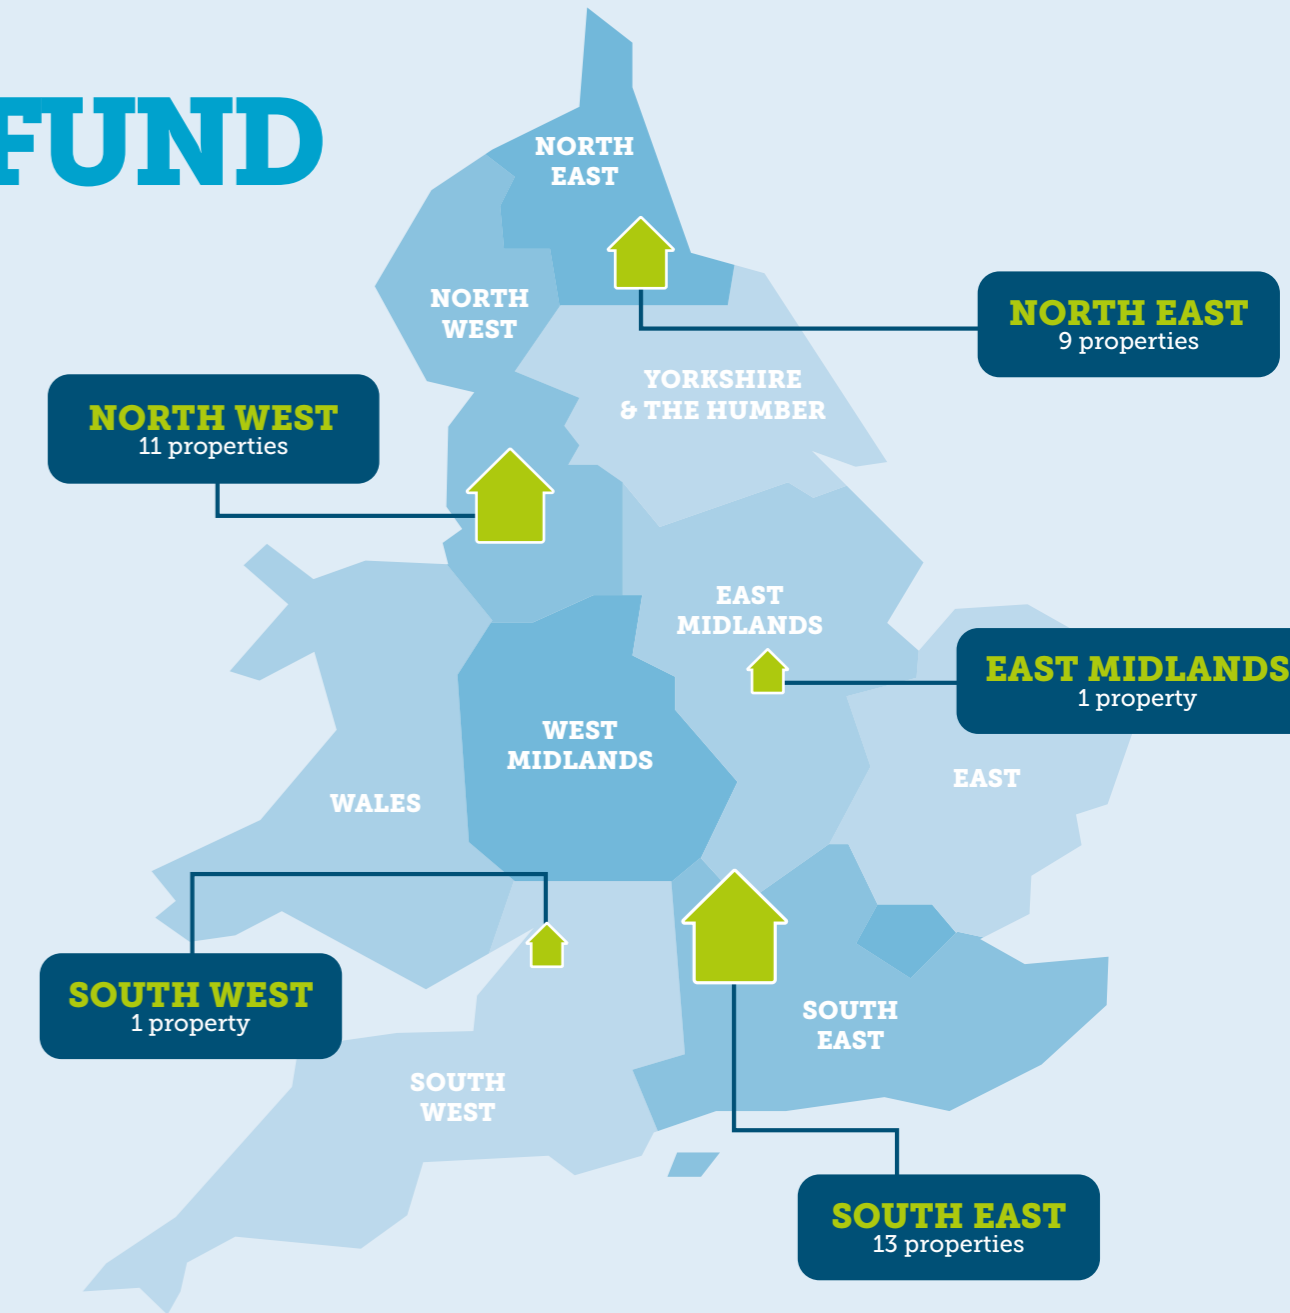 FUND
NORTH
EAST
NORTH
WEST
NORTH EAST
9 properties
YORKSHIRE
& THE HUMBER
NORTH WEST
11 properties
EAST
MIDLANDS
EAST MIDLANDS
1 property
WEST
MIDLANDS
EAST
WALES
SOUTH WEST
1 property
SOUTH
EAST
SOUTH
WEST
SOUTH EAST
13 properties